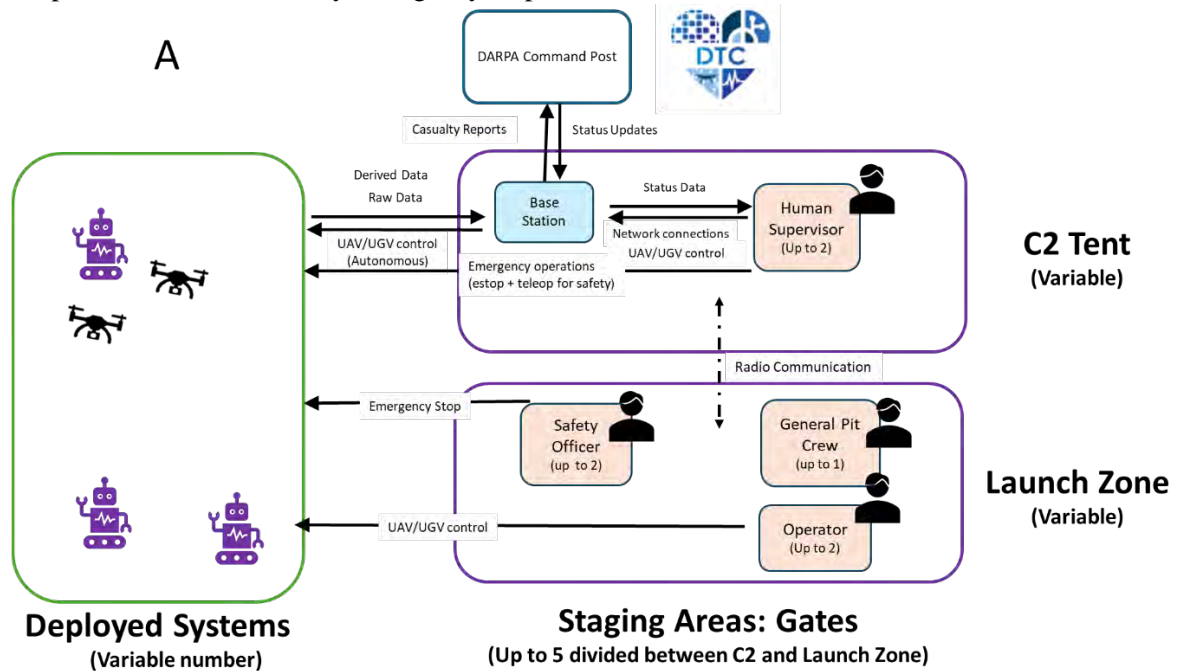 A
DARPA Command Post
DTC
Casualty Reports
Status Updates
Derived Data
Raw Data
UAV/UGV control
(Autonomous)
Base
Station
Status Data
Network connections
UAV/UGV control
Human
Supervisor
(Up to 2)
Emergency operations
(estop + teleop for safety)
C2 Tent
(Variable)
Radio Communication
Emergency Stop
Safety
Officer
(up to 2)
General Pit
Crew
(up to 1)
Launch Zone
(Variable)
UAV/UGV control
Operator
(Up to 2)
Deployed Systems
(Variable number)
Staging Areas: Gates
(Up to 5 divided between C2 and Launch Zone)